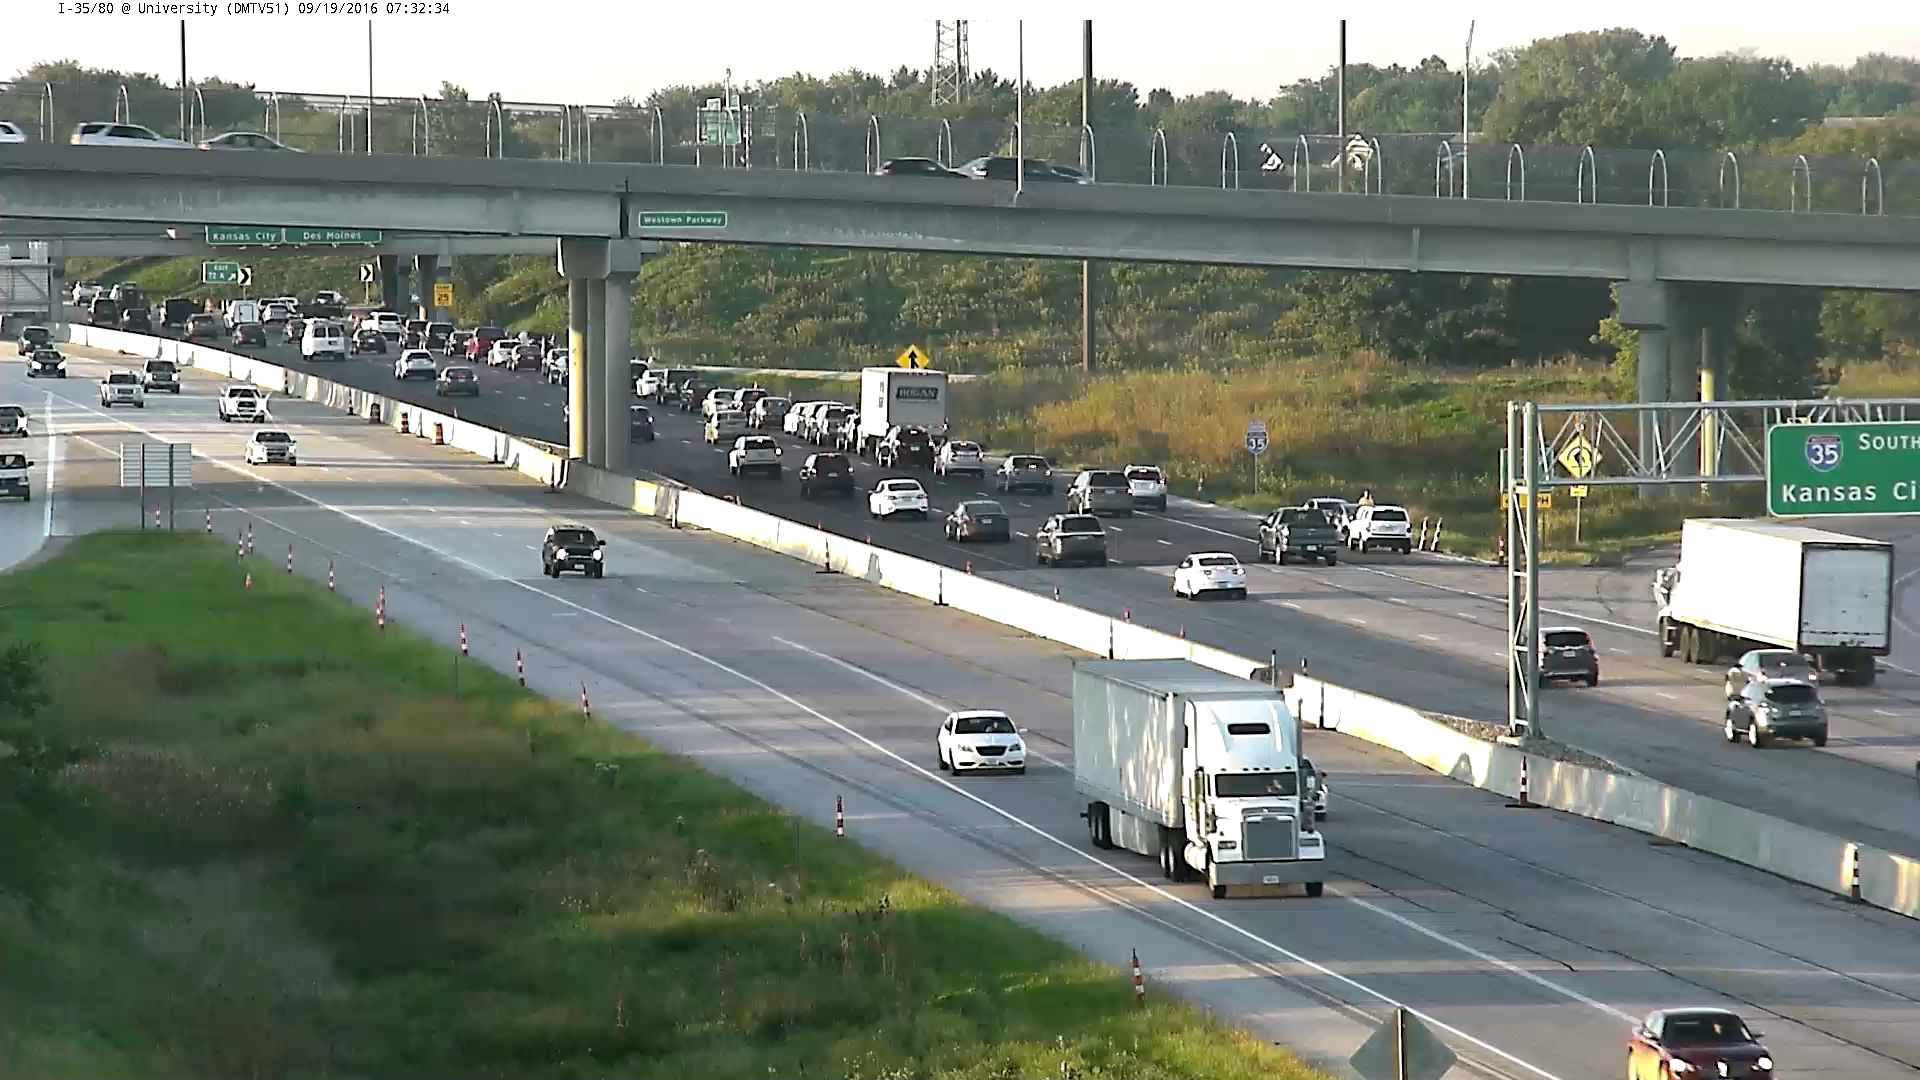 I-35/80 @ University (DMTV51) 09/19/2016 07:32:34
Westown Parkway
Kansas City
Des Moines
HOGAN
35
35 SOUTH
Kansas Ci